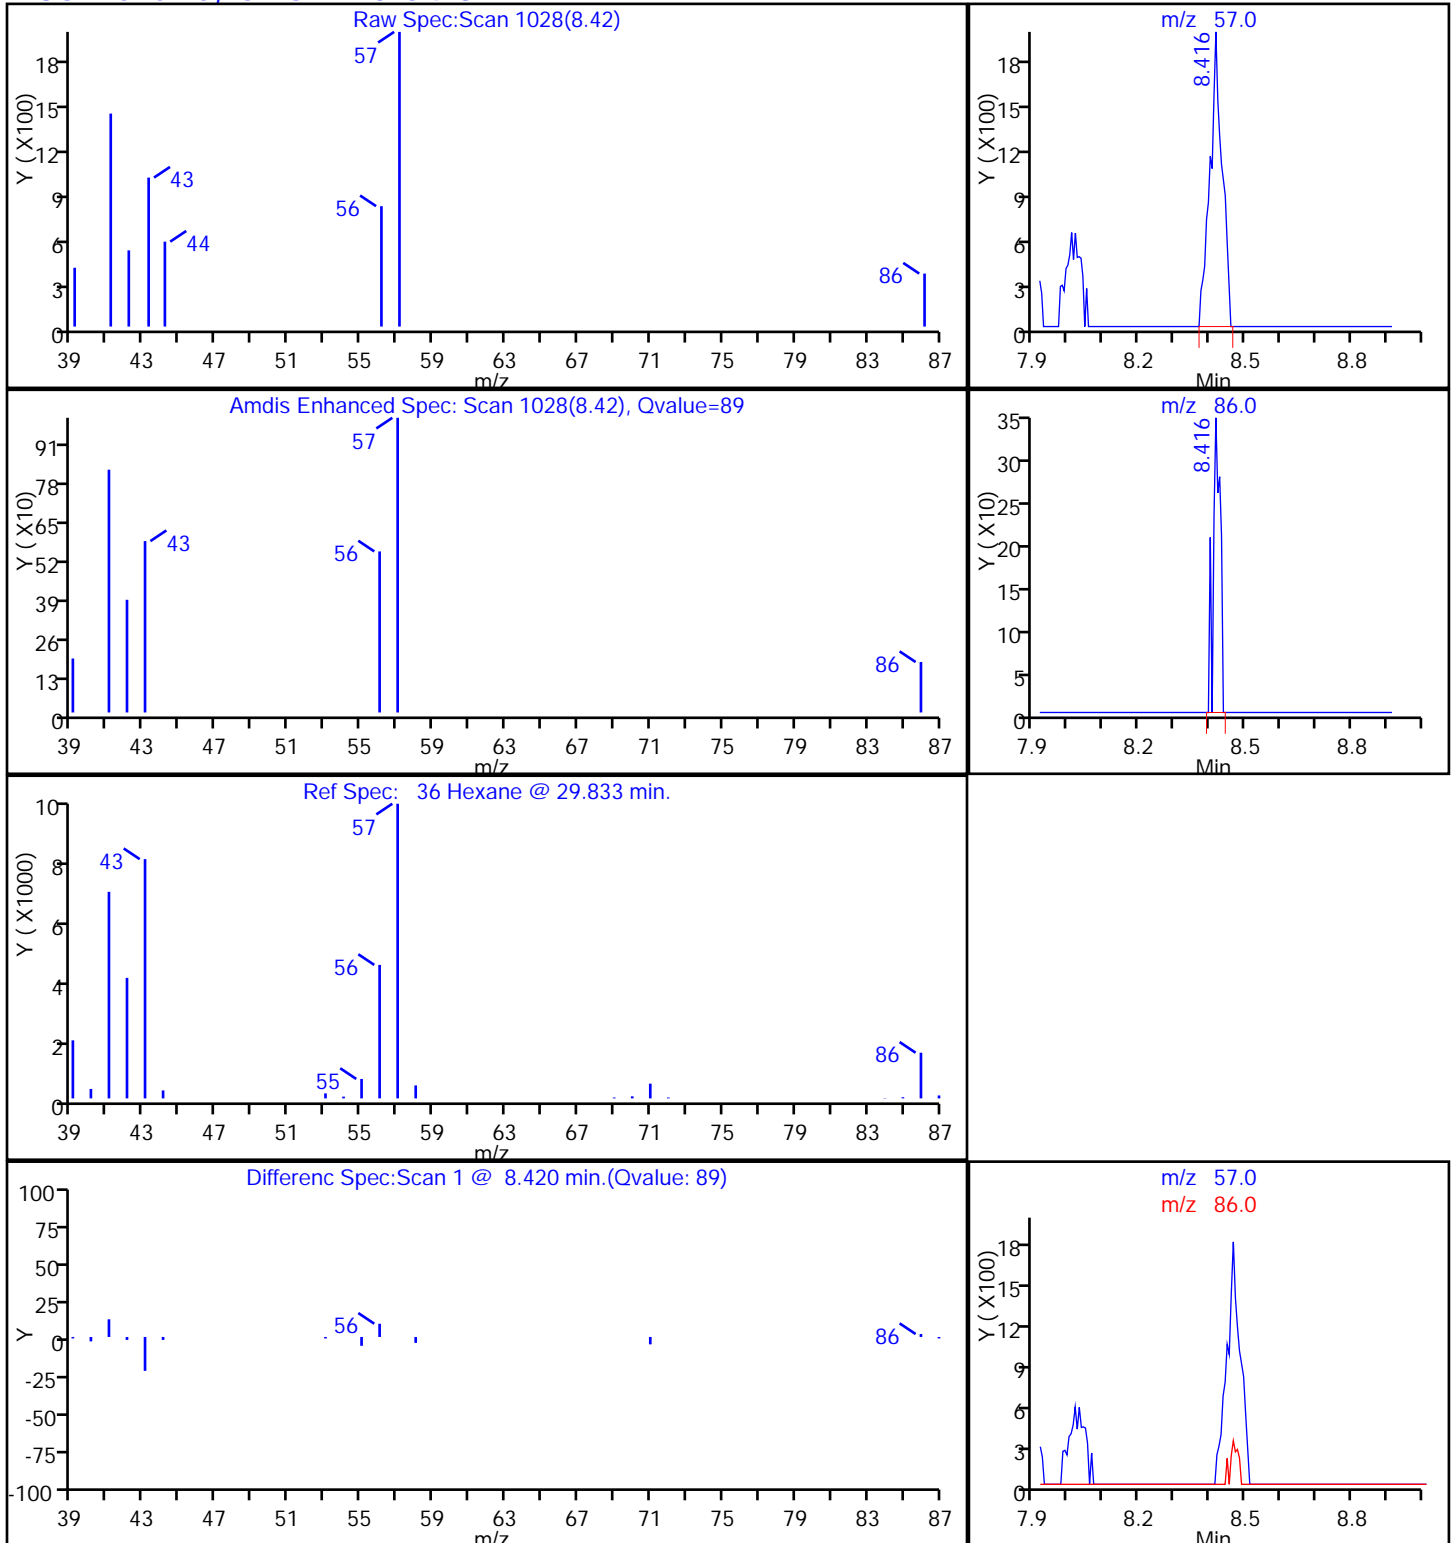 Raw Spec:Scan 1028(8.42)
Y ( X100)
18
15
12
9
6
3
0
57
43
56
44
86
39 43 47 51 55 59 63 67 71 75 79 83 87
m/z
m/z 57.0
Y ( X100)
18
15
12
9
6
3
0
8.416
7.9 8.2 8.5 8.8
Min
Amdis Enhanced Spec: Scan 1028(8.42), Qvalue=89
Y ( X10)
91
78
65
52
39
26
13
0
57
43
56
86
39 43 47 51 55 59 63 67 71 75 79 83 87
m/z
m/z 86.0
Y ( X10)
35
30
25
20
15
10
5
0
8.416
7.9 8.2 8.5 8.8
Min
Ref Spec: 36 Hexane @ 29.833 min.
Y ( X1000)
10
8
6
4
2
0
57
43
56
55
86
39 43 47 51 55 59 63 67 71 75 79 83 87
m/z
Differenc Spec:Scan 1 @ 8.420 min.(Qvalue: 89)
Y
100
75
50
25
0
-25
-50
-75
-100
56
86
39 43 47 51 55 59 63 67 71 75 79 83 87
m/z
m/z 57.0
m/z 86.0
Y ( X100)
18
15
12
9
6
3
0
7.9 8.2 8.5 8.8
Min